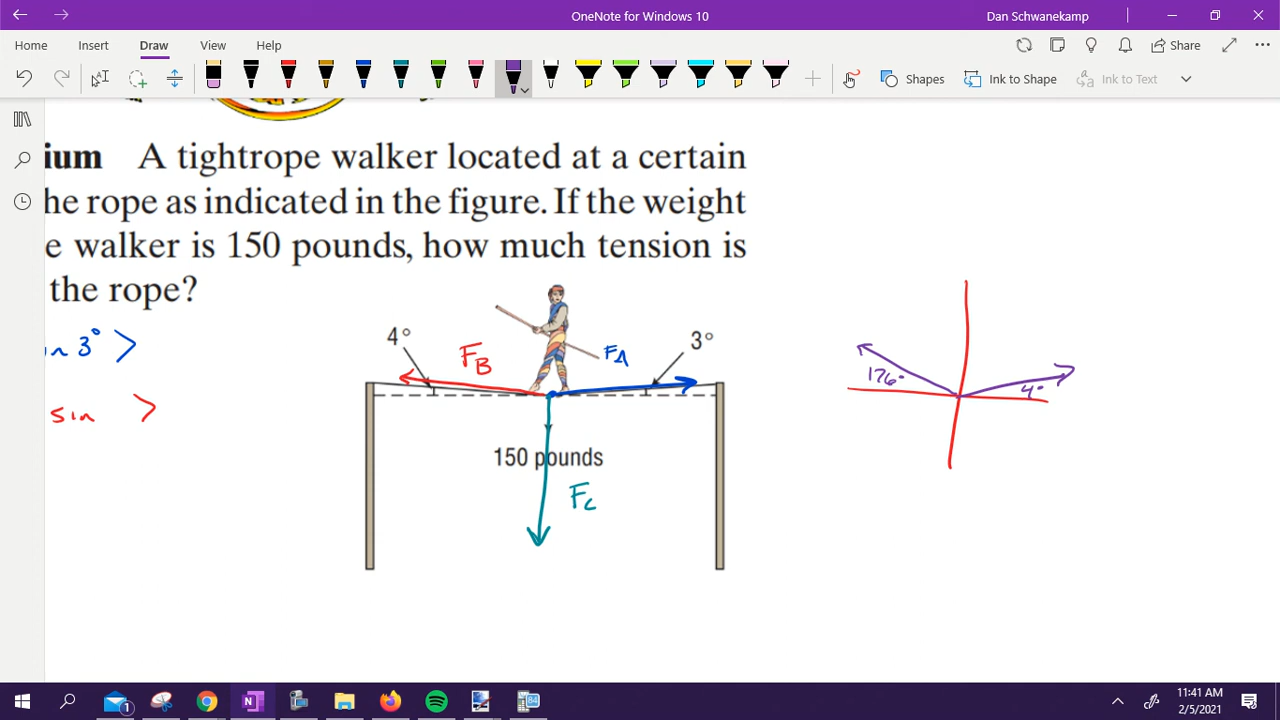 OneNote for Windows 10
Dan Schwanekamp
Home Insert Draw View Help
Share
Shapes Ink to Shape Ink to Text
ium A tightrope walker located at a certain
he rope as indicated in the figure. If the weight
e walker is 150 pounds, how much tension is
the rope?
n 3° >
sin >
4° FB FA 3°
150 pounds
FC
176° 4°
1
11:41 AM
2/5/2021